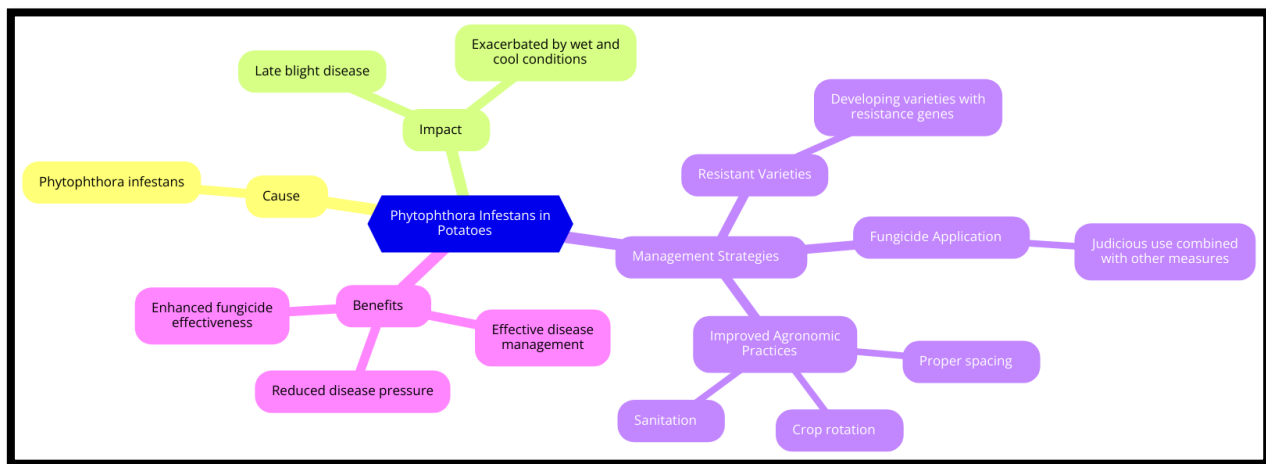 Phytophthora Infestans in
Potatoes
Cause
Phytophthora infestans
Impact
Late blight disease
Exacerbated by wet and
cool conditions
Management Strategies
Resistant Varieties
Developing varieties with
resistance genes
Fungicide Application
Judicious use combined
with other measures
Improved Agronomic
Practices
Proper spacing
Crop rotation
Sanitation
Benefits
Enhanced fungicide
effectiveness
Reduced disease pressure
Effective disease
management